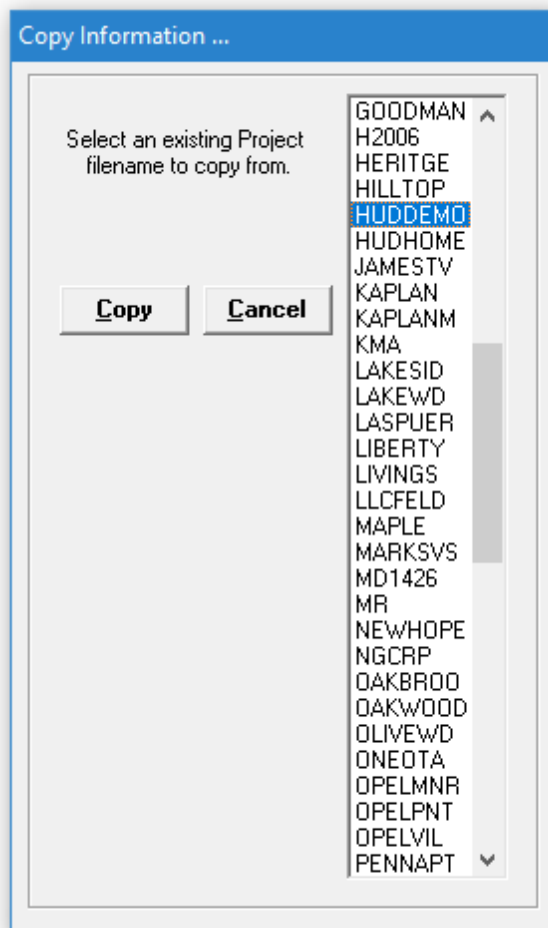 Copy Information ...
Select an existing Project
filename to copy from.
Copy
Cancel
GOODMAN
H2006
HERITGE
HILLTOP
HUDDEMO
HUDHOME
JAMESTV
KAPLAN
KAPLANM
KMA
LAKESID
LAKEWD
LASPUER
LIBERTY
LIVINGS
LLCFELD
MAPLE
MARKSVS
MD1426
MR
NEWHOPE
NGCRP
OAKBROO
OAKWOOD
OLIVEWD
ONEOTA
OPELMNR
OPELPNT
OPELVIL
PENNAPT